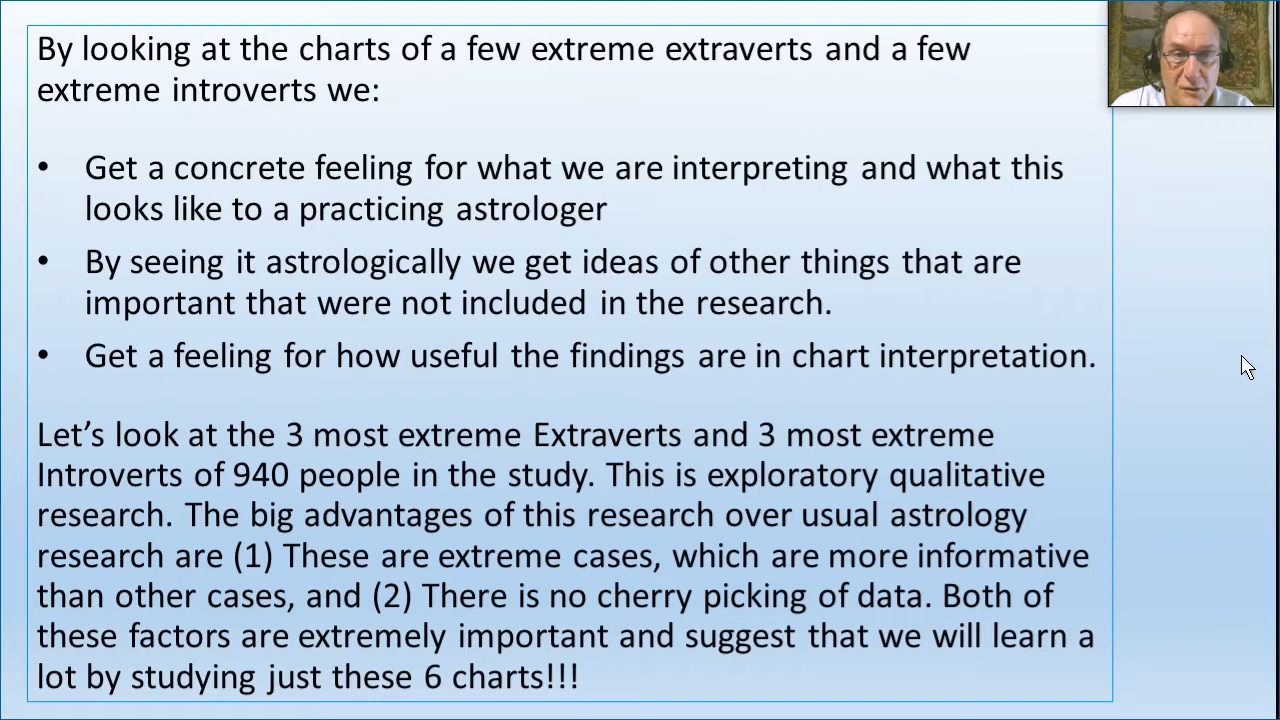 By looking at the charts of a few extreme extraverts and a few
extreme introverts we:
• Get a concrete feeling for what we are interpreting and what this
looks like to a practicing astrologer
• By seeing it astrologically we get ideas of other things that are
important that were not included in the research.
• Get a feeling for how useful the findings are in chart interpretation.
Let’s look at the 3 most extreme Extraverts and 3 most extreme
Introverts of 940 people in the study. This is exploratory qualitative
research. The big advantages of this research over usual astrology
research are (1) These are extreme cases, which are more informative
than other cases, and (2) There is no cherry picking of data. Both of
these factors are extremely important and suggest that we will learn a
lot by studying just these 6 charts!!!